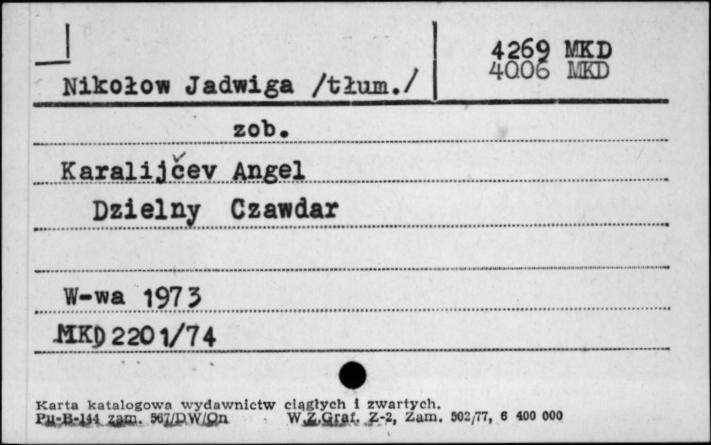 4269 MKD
4006 MKD
Nikołow Jadwiga /tłum./
zob.
Karalijčev Angel
Dzielny Czawdar
W-wa 1973
MKD 2201/74
Karta katalogowa wydawnictw ciągłych i zwartych.
Pu-B-144 zam. 567/DW/On W.Z.Graf. Z-2, Zam. 502/77, 6 400 000